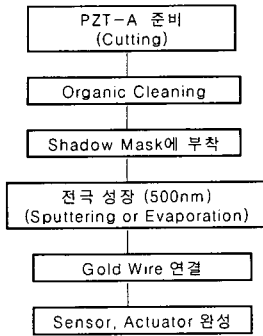 PZT-A 준비
(Cutting)
Organic Cleaning
Shadow Mask에 부착
전극 성장 (500nm)
(Sputtering or Evaporation)
Gold Wire 연결
Sensor, Actuator 완성